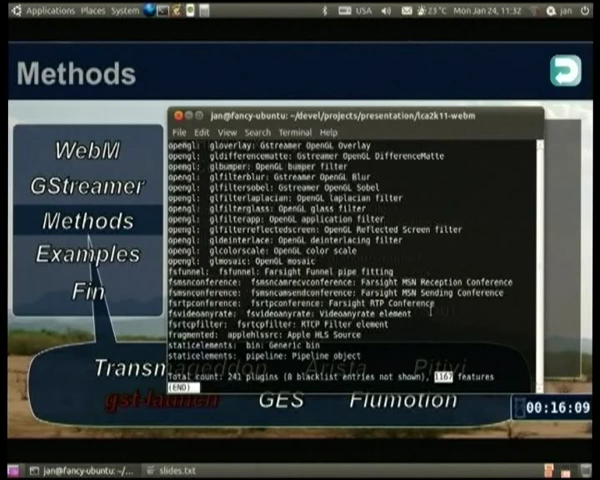 Applications Places System
USA
23°C
Mon Jan 24, 11:32
jan
Methods
jan@fancy-ubuntu: ~/devel/projects/presentation/lca2k11-webm
File Edit View Search Terminal Help
opengl: gloverlay: Gstreamer OpenGL Overlay
opengl: gldifferencematte: Gstreamer OpenGL DifferenceMatte
opengl: glbumper: OpenGL bumper filter
opengl: glfilterblur: Gstreamer OpenGL Blur
opengl: glfiltersobel: Gstreamer OpenGL Sobel
opengl: glfilterlaplacian: OpenGL laplacian filter
opengl: glfilterglass: OpenGL glass filter
opengl: glfilterapp: OpenGL application filter
opengl: glfilterreflectedscreen: OpenGL Reflected Screen filter
opengl: gldeinterlace: OpenGL deinterlacing filter
opengl: glcolorscale: OpenGL color scale
opengl: glmosaic: OpenGL mosaic
fsfunnel: fsfunnel: Farsight Funnel pipe fitting
fsmsnconference: fsmsncamrecvconference: Farsight MSN Reception Conference
fsmsnconference: fsmsncamsendconference: Farsight MSN Sending Conference
fsrtpconference: fsrtpconference: Farsight RTP Conference
fsvideoanyrate: fsvideoanyrate: Videoanyrate element
fsrtcpfilter: fsrtcpfilter: RTCP Filter element
fragmented: applehlssrc: Apple HLS Source
staticelements: bin: Generic bin
staticelements: pipeline: Pipeline object
Total count: 241 plugins (8 blacklist entries not shown), 1167 features
(END)
WebM
GStreamer
Methods
Examples
Fin
Transmageddon Arista Pitivi
gst-launch GES Flumotion
00:16:09
jan@fancy-ubuntu: ~/...
slides.txt